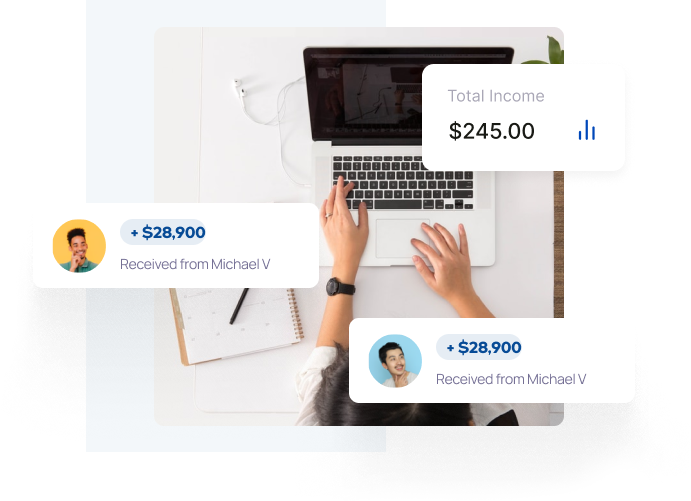 Total Income
$245.00
+ $28,900
Received from Michael V
+ $28,900
Received from Michael V